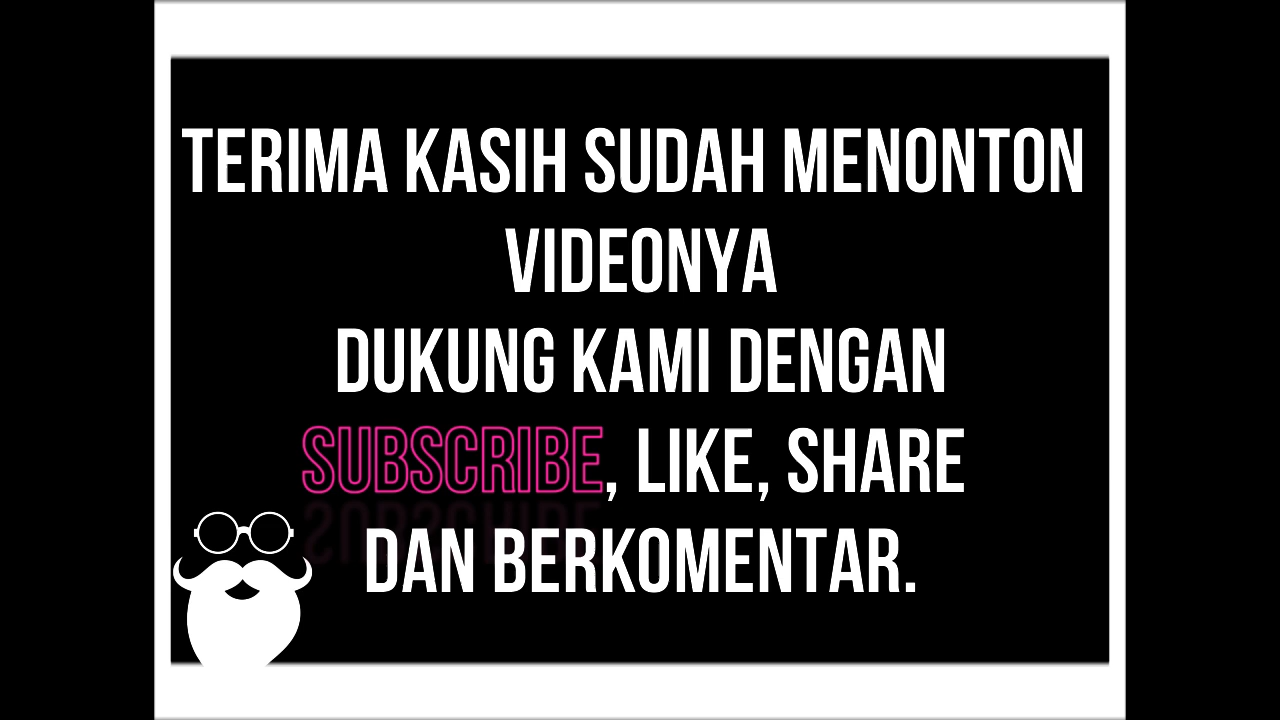 TERIMA KASIH SUDAH MENONTON
VIDEONYA
DUKUNG KAMI DENGAN
SUBSCRIBE, LIKE, SHARE
DAN BERKOMENTAR.